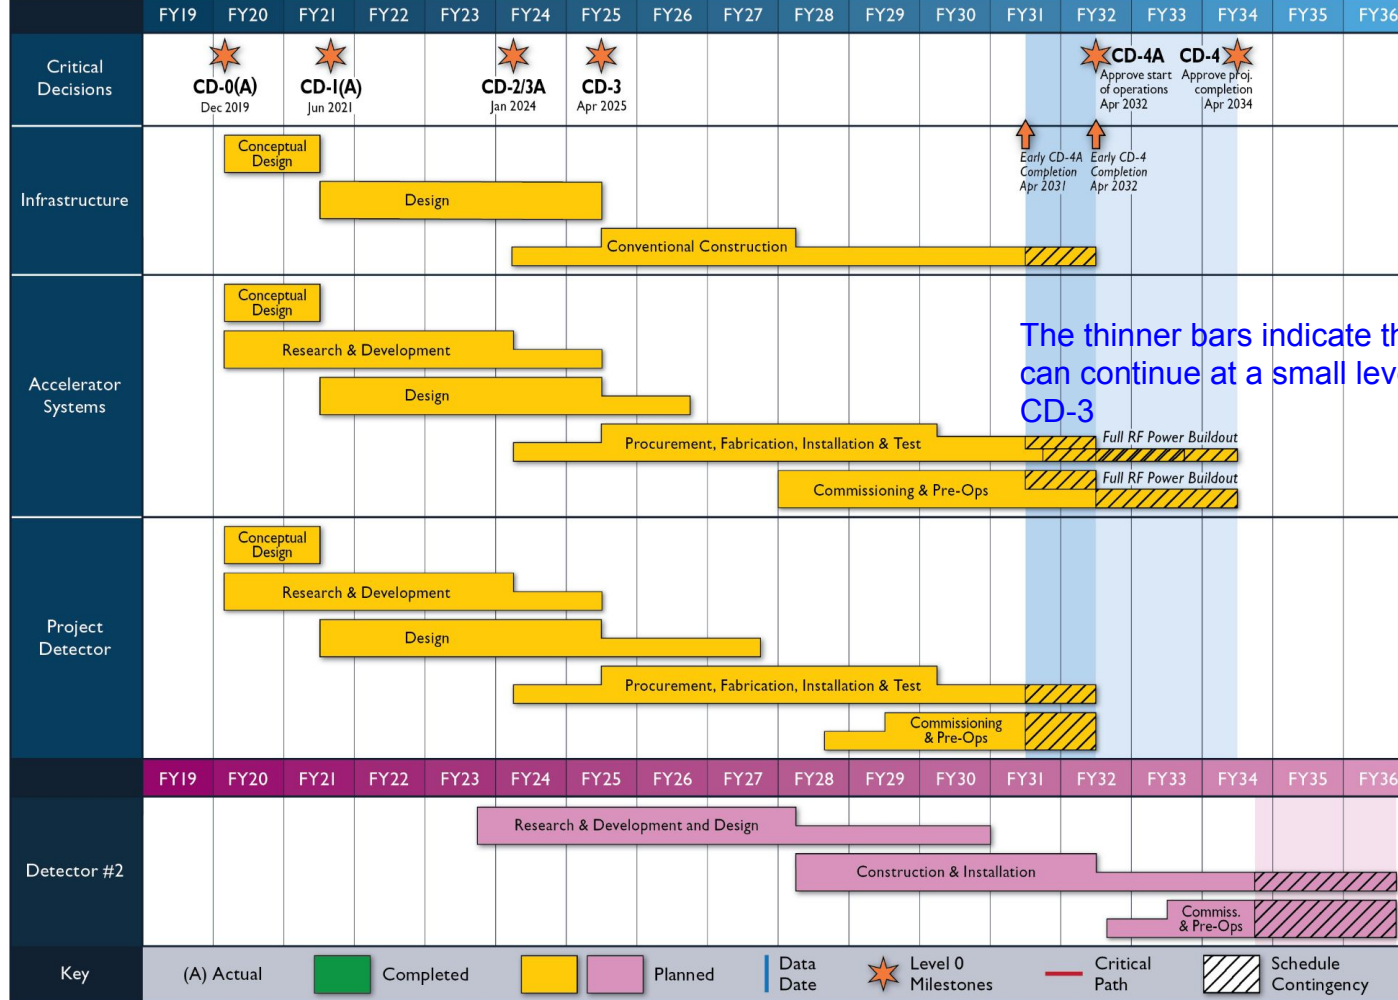 FY19 FY20 FY21 FY22 FY23 FY24 FY25 FY26 FY27 FY28 FY29 FY30 FY31 FY32 FY33 FY34 FY35 FY36
Critical
Decisions
CD-0(A)
Dec 2019
CD-1(A)
Jun 2021
CD-2/3A
Jan 2024
CD-3
Apr 2025
CD-4A
Approve start
of operations
Apr 2032
CD-4
Approve proj.
completion
Apr 2034
Infrastructure
Conceptual
Design
Design
Conventional Construction
Early CD-4A
Completion
Apr 2031
Early CD-4
Completion
Apr 2032
Accelerator
Systems
Conceptual
Design
Research & Development
Design
Procurement, Fabrication, Installation & Test
Full RF Power Buildout
Commissioning & Pre-Ops
Full RF Power Buildout
The thinner bars indicate
can continue at a small
CD-3
Project
Detector
Conceptual
Design
Research & Development
Design
Procurement, Fabrication, Installation & Test
Commissioning
& Pre-Ops
FY19 FY20 FY21 FY22 FY23 FY24 FY25 FY26 FY27 FY28 FY29 FY30 FY31 FY32 FY33 FY34 FY35 FY36
Detector #2
Research & Development and Design
Construction & Installation
Commiss.
& Pre-Ops
Key
(A) Actual
Completed
Planned
Data
Date
Level 0
Milestones
Critical
Path
Schedule
Contingency